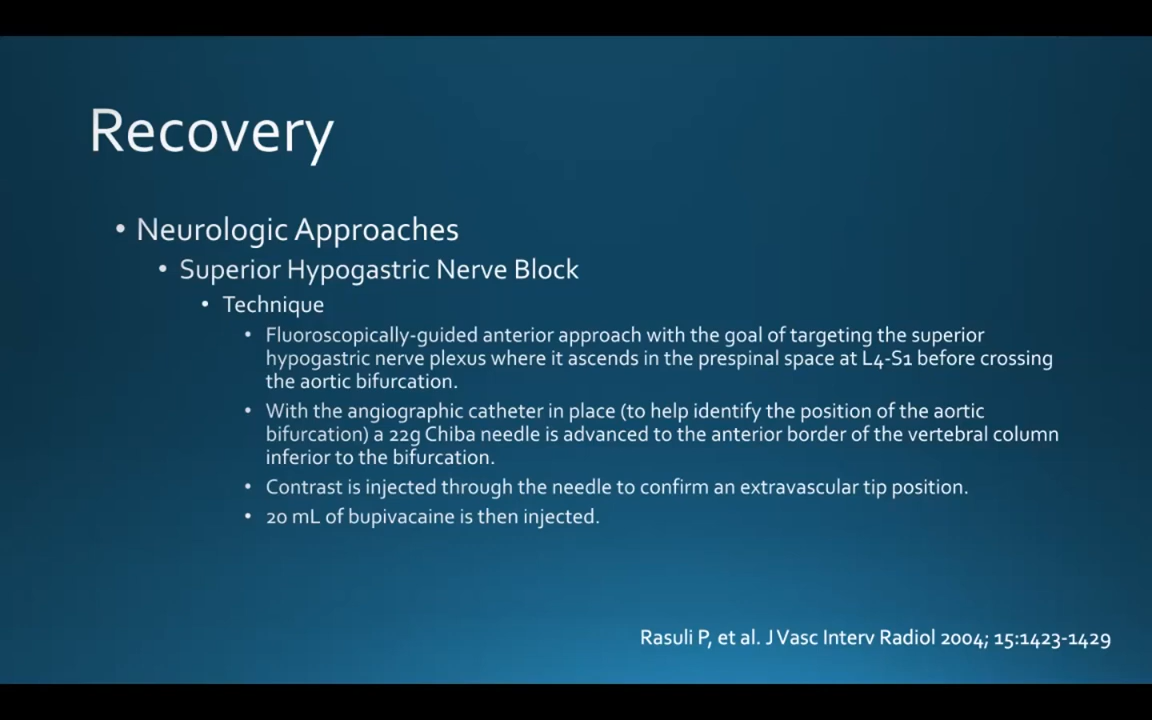 Recovery
• Neurologic Approaches
• Superior Hypogastric Nerve Block
• Technique
• Fluoroscopically-guided anterior approach with the goal of targeting the superior
hypogastric nerve plexus where it ascends in the prespinal space at L4-S1 before crossing
the aortic bifurcation.
• With the angiographic catheter in place (to help identify the position of the aortic
bifurcation) a 22g Chiba needle is advanced to the anterior border of the vertebral column
inferior to the bifurcation.
• Contrast is injected through the needle to confirm an extravascular tip position.
• 20 mL of bupivacaine is then injected.
Rasuli P, et al. J Vasc Interv Radiol 2004; 15:1423-1429